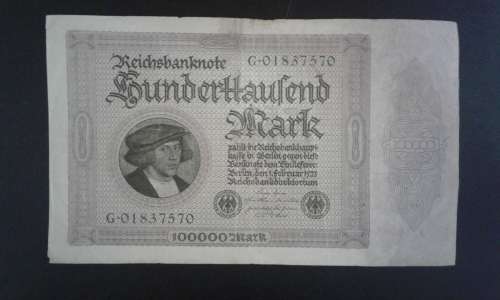 Reichsbanknote G·01837570
Hunderttausend
Mark
zahlt die Reichsbankhaupt-
kasse in Berlin gegen diese
Banknote dem Einlieferer.
Berlin, den 1. Februar 1923
Reichsbankdirektorium
G·01837570
100000 Mark